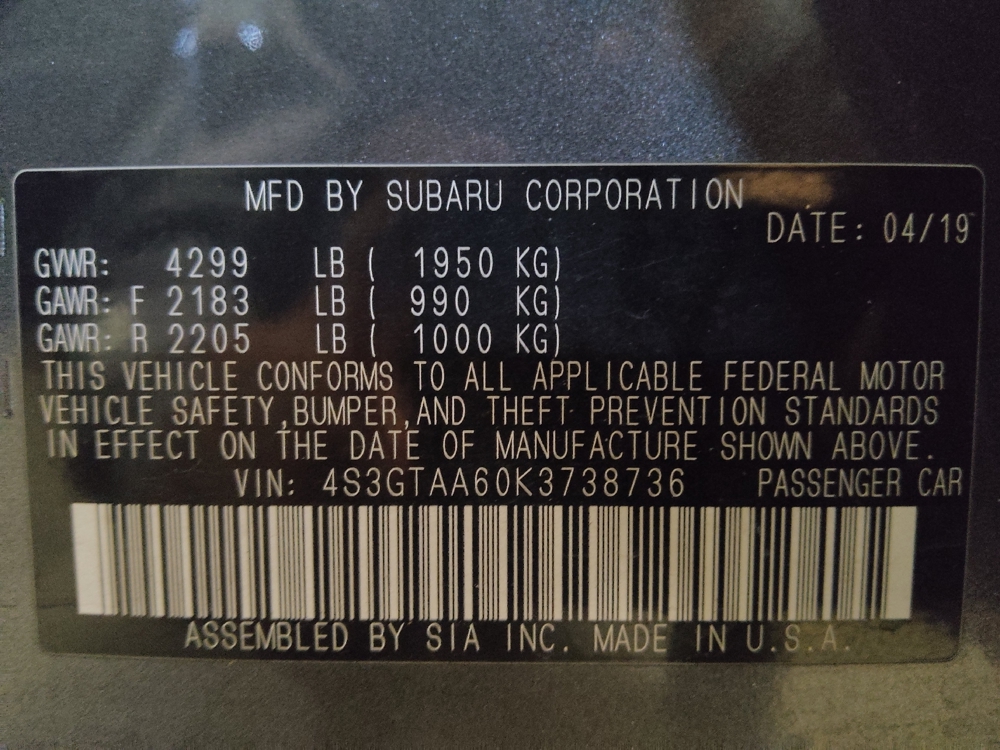 MFD BY SUBARU CORPORATION
DATE: 04/19
GVWR: 4299 LB ( 1950 KG)
GAWR: F 2183 LB ( 990 KG)
GAWR: R 2205 LB ( 1000 KG)
THIS VEHICLE CONFORMS TO ALL APPLICABLE FEDERAL MOTOR
VEHICLE SAFETY,BUMPER,AND THEFT PREVENTION STANDARDS
IN EFFECT ON THE DATE OF MANUFACTURE SHOWN ABOVE.
VIN: 4S3GTAA60K3738736 PASSENGER CAR
ASSEMBLED BY SIA INC. MADE IN U.S.A.